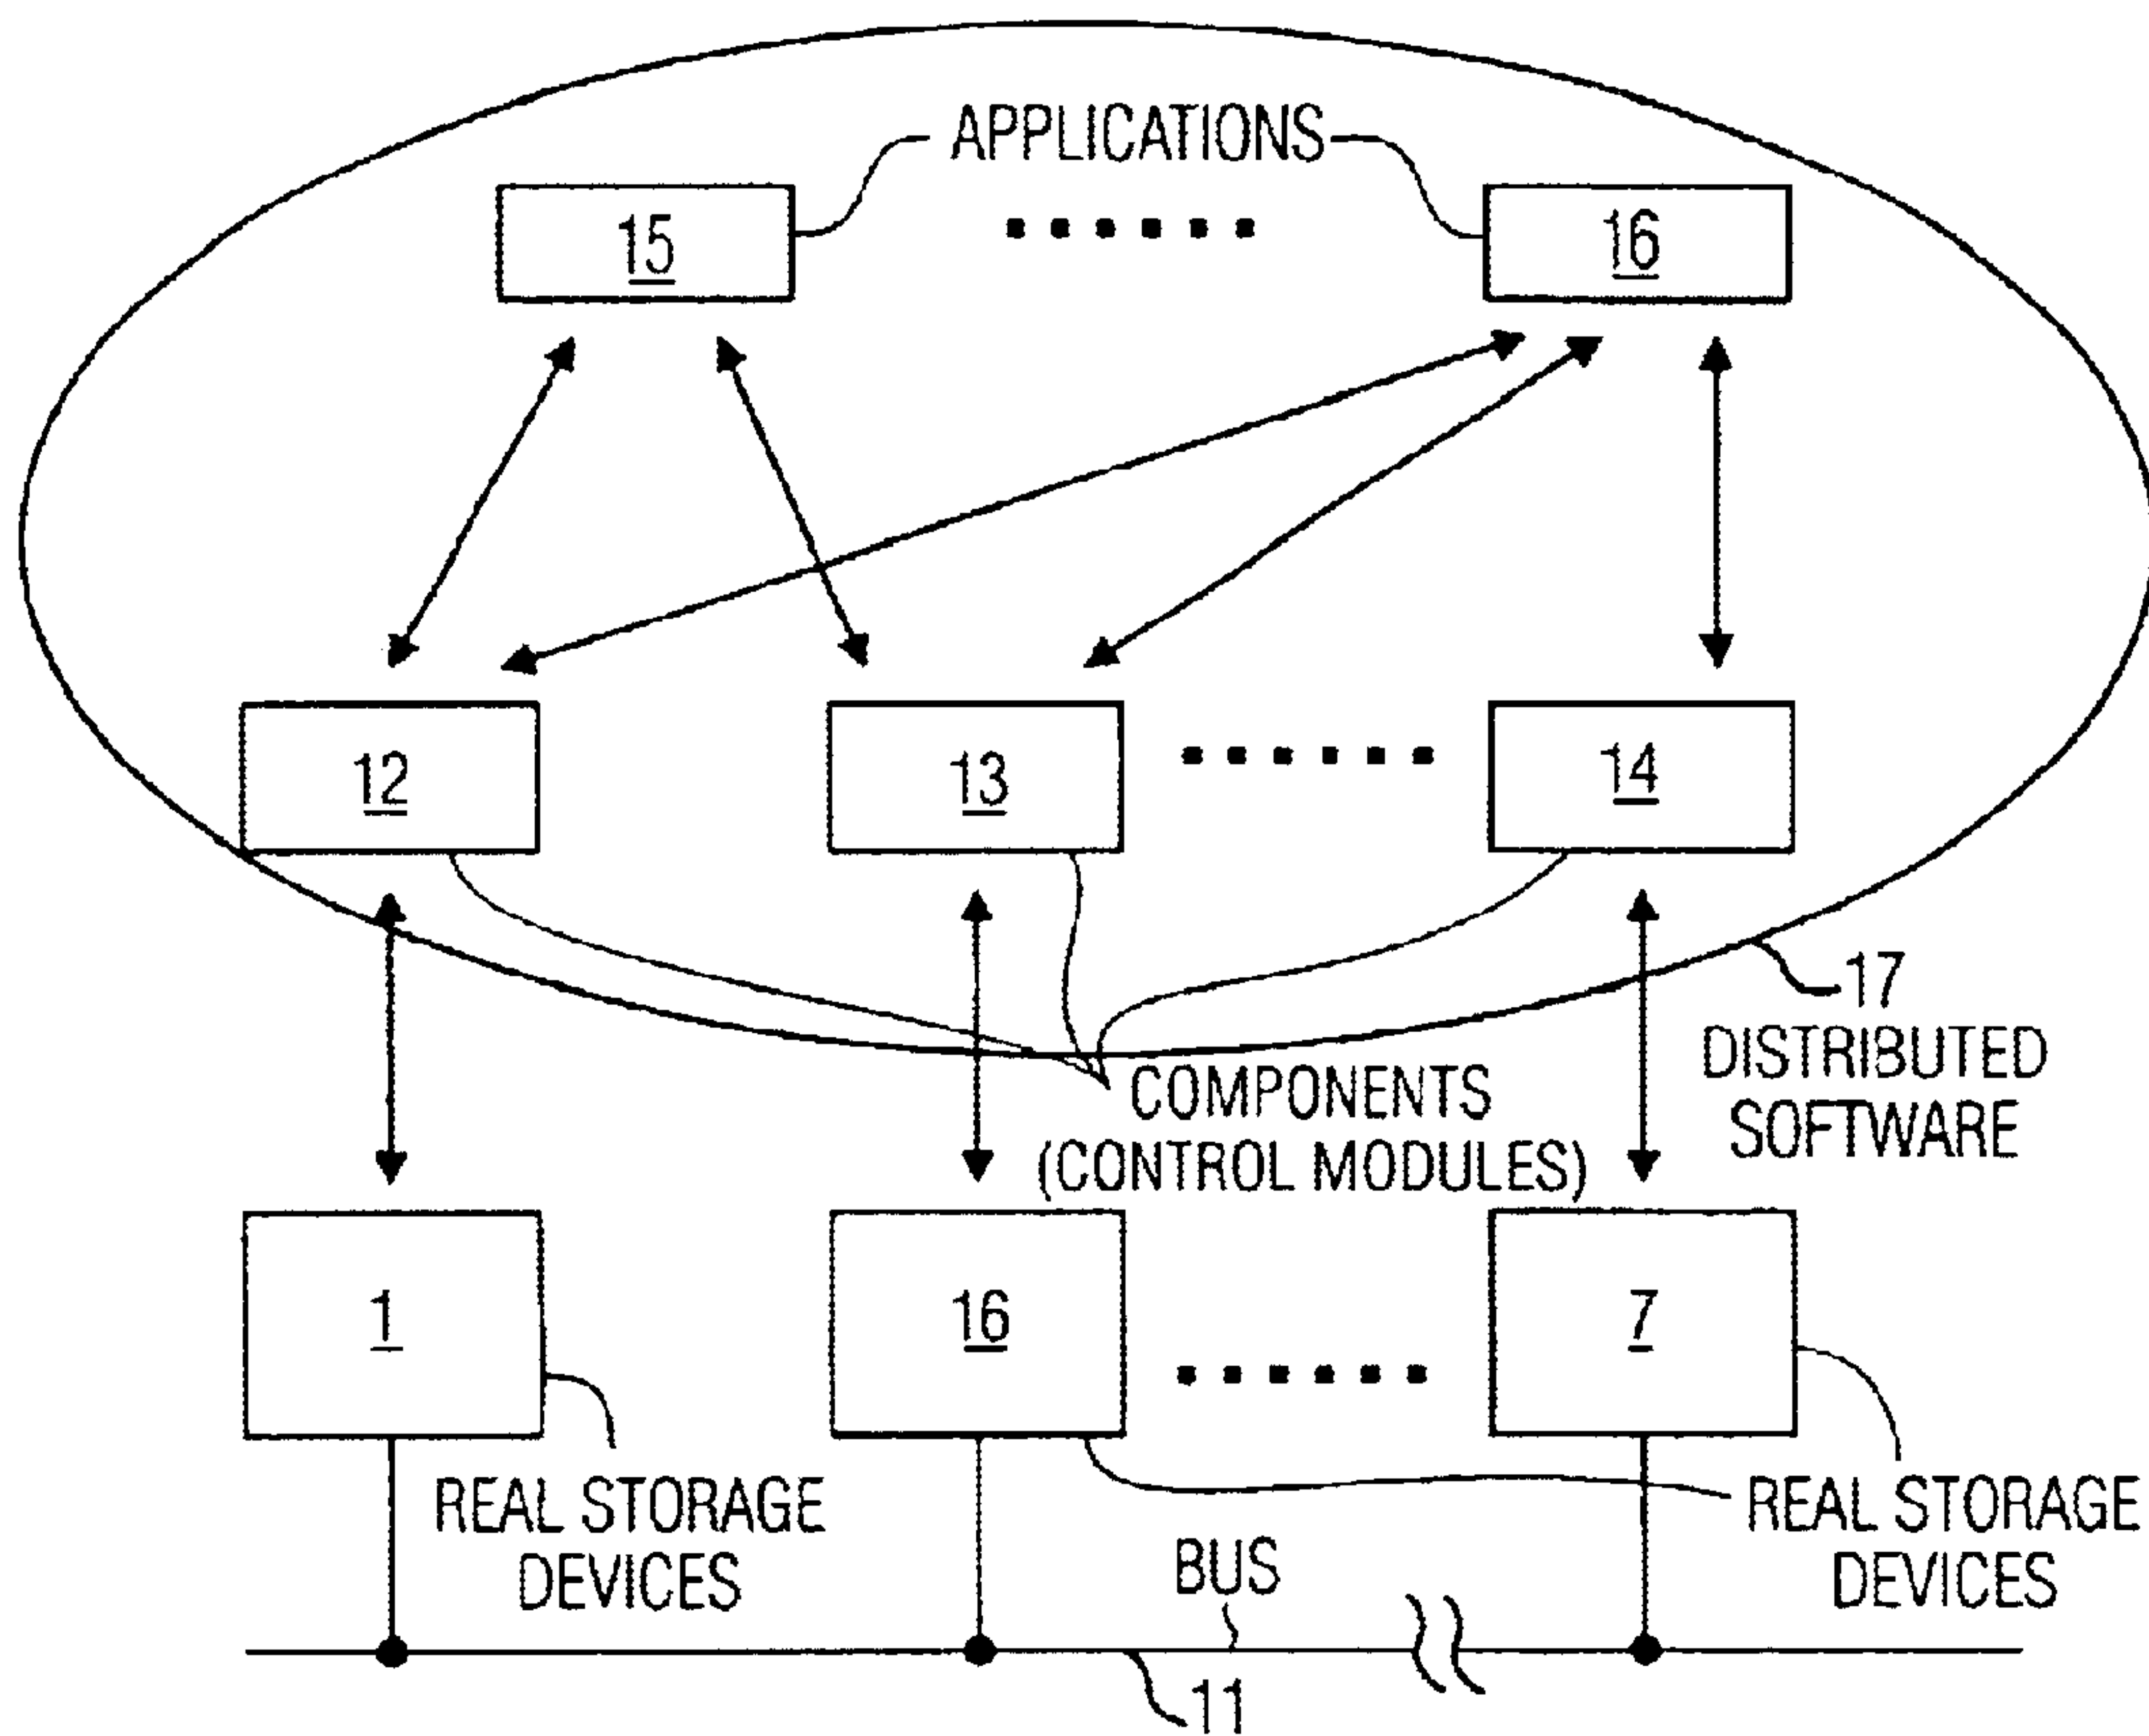 APPLICATIONS
15
16
12
13
14
17
DISTRIBUTED
SOFTWARE
COMPONENTS
(CONTROL MODULES)
1
16
7
REAL STORAGE
DEVICES
REAL STORAGE
DEVICES
BUS
11